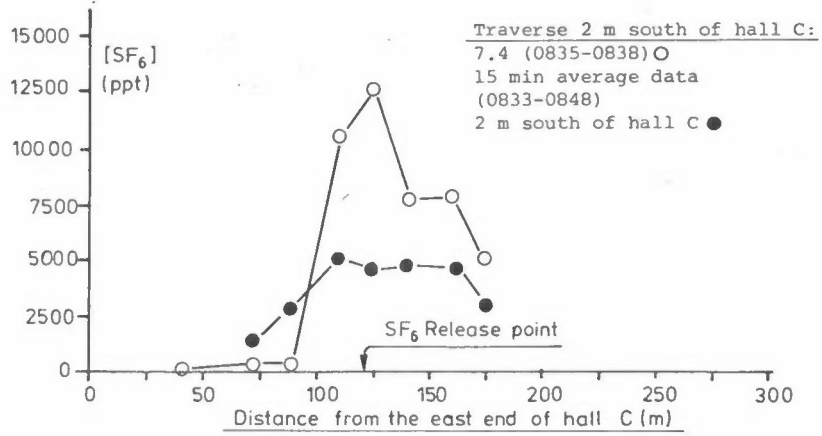 15000
[SF6]
(ppt)
12500
10000
7500
5000
2500
0
Traverse 2 m south of hall C:
7.4 (0835-0838)
15 min average data
(0833-0848)
2 m south of hall C
SF6 Release point
0 50 100 150 200 250 300
Distance from the east end of hall C (m)